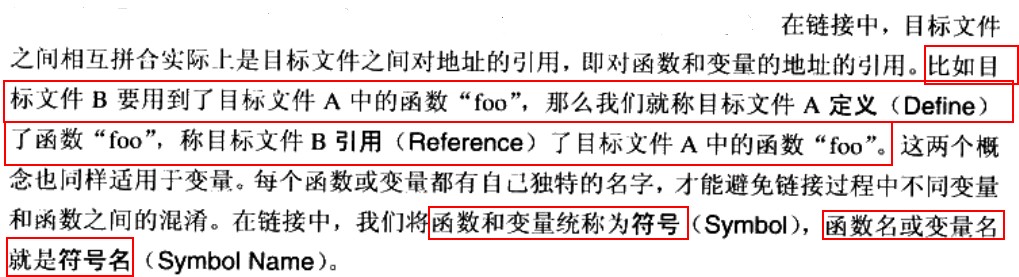 在链接中，目标文件
之间相互拼合实际上是目标文件之间对地址的引用，即对函数和变量的地址的引用。比如目
标文件 B 要用到了目标文件 A 中的函数“foo”，那么我们就称目标文件 A 定义（Define）
了函数“foo”，称目标文件 B 引用（Reference）了目标文件 A 中的函数“foo”。这两个概
念也同样适用于变量。每个函数或变量都有自己独特的名字，才能避免链接过程中不同变量
和函数之间的混淆。在链接中，我们将函数和变量统称为符号（Symbol），函数名或变量名
就是符号名（Symbol Name）。